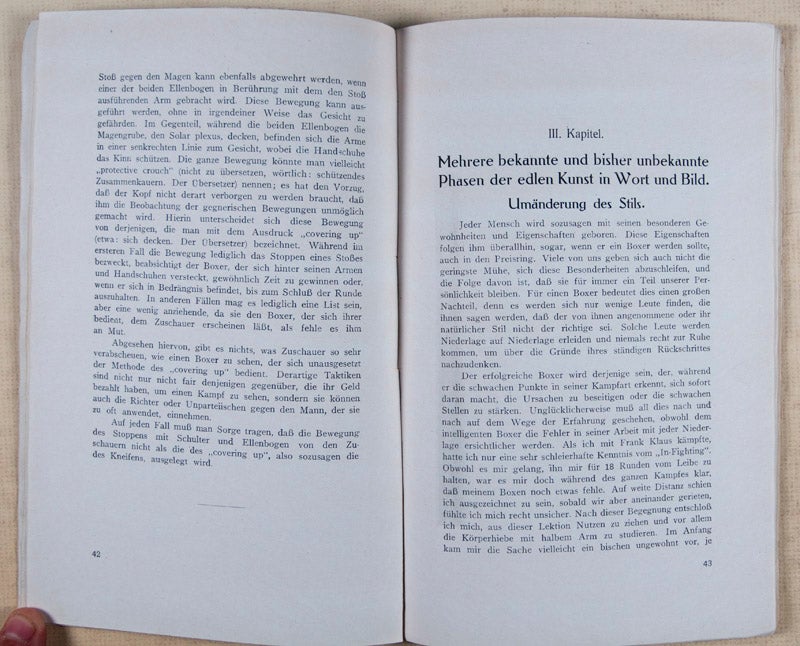 Stoß gegen den Magen kann ebenfalls abgewehrt werden, wenn
einer der beiden Ellenbogen in Berührung mit dem den Stoß
ausführenden Arm gebracht wird. Diese Bewegung kann aus-
geführt werden, ohne in irgendeiner Weise das Gesicht zu
gefährden. Im Gegenteil, während die beiden Ellenbogen die
Magengrube, den Solar plexus, decken, befinden sich die Arme
in einer senkrechten Linie zum Gesicht, wobei die Handschuhe
das Kinn schützen. Die ganze Bewegung könnte man vielleicht
„protective crouch" (nicht zu übersetzen, wörtlich: schützendes
Zusammenkauern. Der Übersetzer) nennen; es hat den Vorzug,
daß der Kopf nicht derart verborgen zu werden braucht, daß
ihm die Beobachtung der gegnerischen Bewegungen unmöglich
gemacht wird. Hierin unterscheidet sich diese Bewegung
von derjenigen, die man mit dem Ausdruck „covering up"
(etwa: sich decken. Der Übersetzer) bezeichnet. Während im
ersteren Fall die Bewegung lediglich das Stoppen eines Stoßes
bezweckt, beabsichtigt der Boxer, der sich hinter seinen Armen
und Handschuhen versteckt, gewöhnlich Zeit zu gewinnen oder,
wenn er sich in Bedrängnis befindet, bis zum Schluß der Runde
auszuhalten. In anderen Fällen mag es lediglich eine List sein,
aber eine wenig anziehende, da sie den Boxer, der sich ihrer
bedient, dem Zuschauer erscheinen läßt, als fehle es ihm
an Mut.
Abgesehen hiervon, gibt es nichts, was Zuschauer so sehr
verabscheuen, wie einen Boxer zu sehen, der sich unausgesetzt
der Methode des „covering up" bedient. Derartige Taktiken
sind nicht nur nicht fair denjenigen gegenüber, die ihr Geld
bezahlt haben, um einen Kampf zu sehen, sondern sie können
auch die Richter oder Unparteiischen gegen den Mann, der sie
zu oft anwendet, einnehmen.
Auf jeden Fall muß man Sorge tragen, daß die Bewegung
des Stoppens mit Schulter und Ellenbogen von den Zu-
schauern nicht als die des „covering up", also sozusagen die
des Kneifens, ausgelegt wird.
42
III. Kapitel.
Mehrere bekannte und bisher unbekannte
Phasen der edlen Kunst in Wort und Bild.
Umänderung des Stils.
Jeder Mensch wird sozusagen mit seinen besonderen Ge-
wohnheiten und Eigenschaften geboren. Diese Eigenschaften
folgen ihm überallhin, sogar, wenn er ein Boxer werden sollte,
auch in den Preisring. Viele von uns geben sich auch nicht die
geringste Mühe, sich diese Besonderheiten abzuschleifen, und
die Folge davon ist, daß sie für immer ein Teil unserer Per-
sönlichkeit bleiben. Für einen Boxer bedeutet dies einen großen
Nachteil, denn es werden sich nur wenige Leute finden, die
ihnen sagen werden, daß der von ihnen angenommene oder ihr
natürlicher Stil nicht der richtige sei. Solche Leute werden
Niederlage auf Niederlage erleiden und niemals recht zur Ruhe
kommen, um über die Gründe ihres ständigen Rückschrittes
nachzudenken.
Der erfolgreiche Boxer wird derjenige sein, der, während
er die schwachen Punkte in seiner Kampfart erkennt, sich sofort
daran macht, die Ursachen zu beseitigen oder die schwachen
Stellen zu stärken. Unglücklicherweise muß all dies nach und
nach auf dem Wege der Erfahrung geschehen, obwohl dem
intelligenten Boxer die Fehler in seiner Arbeit mit jeder Nieder-
lage ersichtlicher werden. Als ich mit Frank Klaus kämpfte,
hatte ich nur eine sehr schleierhafte Kenntnis vom „In-Fighting".
Obwohl es mir gelang, ihn mir für 18 Runden vom Leibe zu
halten, war es mir doch während des ganzen Kampfes klar,
daß meinem Boxen noch etwas fehle. Auf weite Distanz schien
ich ausgezeichnet zu sein, sobald wir aber aneinander gerieten,
fühlte ich mich recht unsicher. Nach dieser Begegnung entschloß
ich mich, aus dieser Lektion Nutzen zu ziehen und vor allem
die Körperhiebe mit halbem Arm zu studieren. Im Anfang
kam mir die Sache vielleicht ein bischen ungewohnt vor, je
43